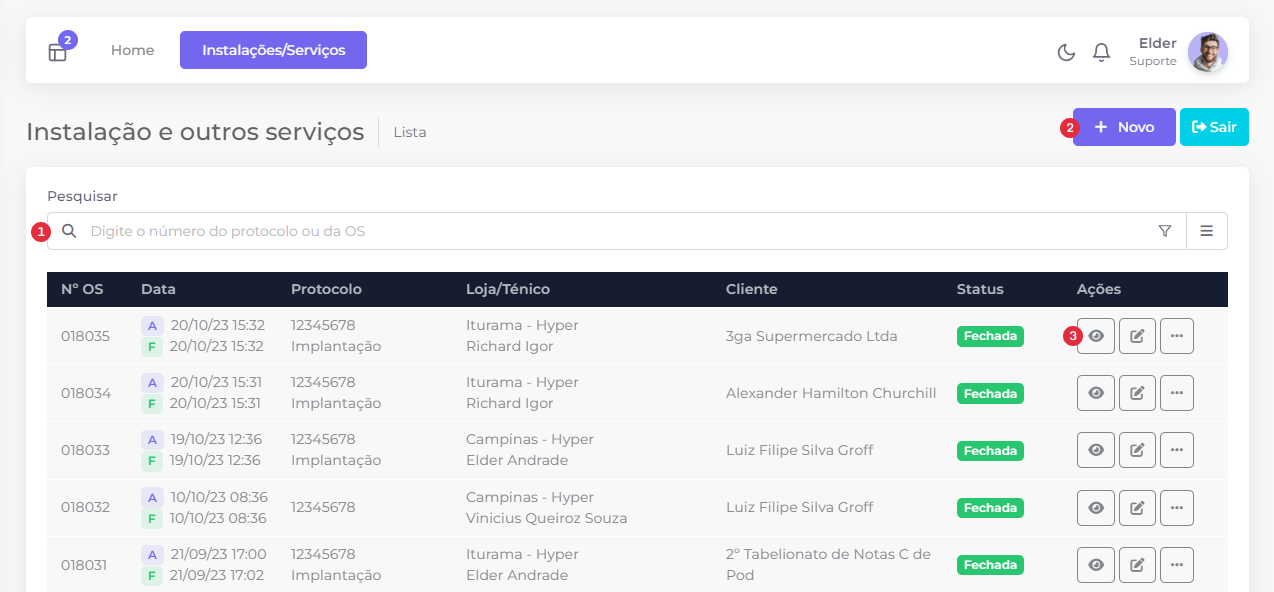 2
Home
Instalações/Serviços
Elder
Suporte
Instalação e outros serviços
Lista
2
+ Novo
Sair
Pesquisar
1
Digite o número do protocolo ou da OS
Nº OS Data Protocolo Loja/Ténico Cliente Status Ações
018035
A 20/10/23 15:32
F 20/10/23 15:32
12345678
Implantação
Iturama - Hyper
Richard Igor
3ga Supermercado Ltda
Fechada
3
018034
A 20/10/23 15:31
F 20/10/23 15:31
12345678
Implantação
Iturama - Hyper
Richard Igor
Alexander Hamilton Churchill
Fechada
018033
A 19/10/23 12:36
F 19/10/23 12:36
12345678
Implantação
Campinas - Hyper
Elder Andrade
Luiz Filipe Silva Groff
Fechada
018032
A 10/10/23 08:36
F 10/10/23 08:36
12345678
Campinas - Hyper
Vinicius Queiroz Souza
Luiz Filipe Silva Groff
Fechada
018031
A 21/09/23 17:00
F 21/09/23 17:02
12345678
Implantação
Iturama - Hyper
Elder Andrade
2º Tabelionato de Notas C de
Pod
Fechada